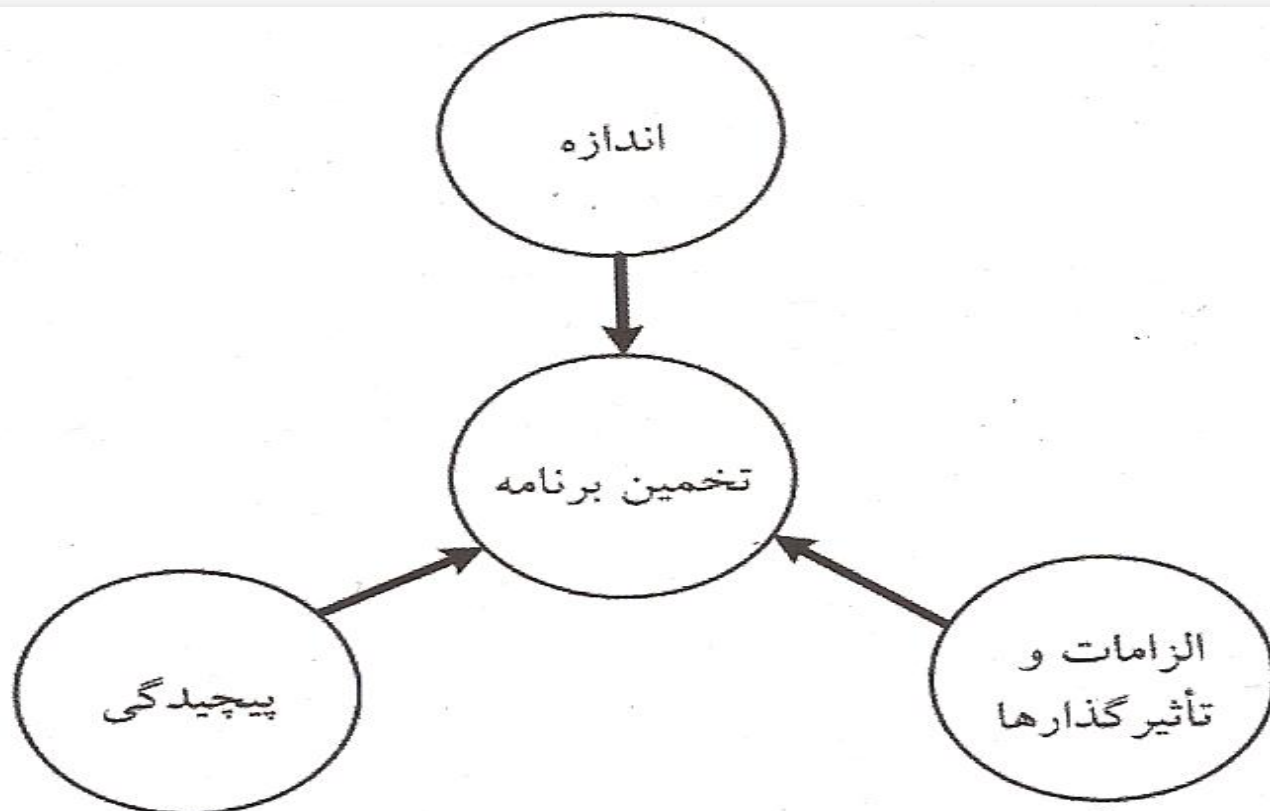 اندازه
تخمین برنامه
پیچیدگی
الزامات و
تأثیرگذارها